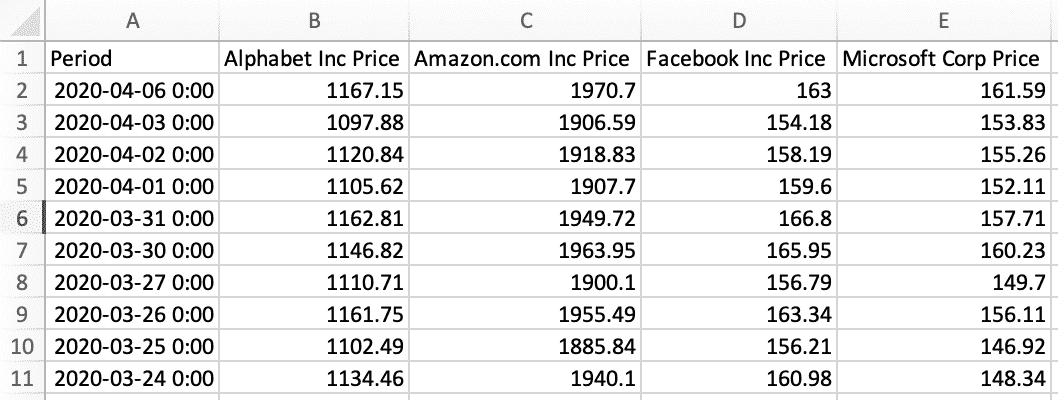 A B C D E
1 Period Alphabet Inc Price Amazon.com Inc Price Facebook Inc Price Microsoft Corp Price
2 2020-04-06 0:00 1167.15 1970.7 163 161.59
3 2020-04-03 0:00 1097.88 1906.59 154.18 153.83
4 2020-04-02 0:00 1120.84 1918.83 158.19 155.26
5 2020-04-01 0:00 1105.62 1907.7 159.6 152.11
6 2020-03-31 0:00 1162.81 1949.72 166.8 157.71
7 2020-03-30 0:00 1146.82 1963.95 165.95 160.23
8 2020-03-27 0:00 1110.71 1900.1 156.79 149.7
9 2020-03-26 0:00 1161.75 1955.49 163.34 156.11
10 2020-03-25 0:00 1102.49 1885.84 156.21 146.92
11 2020-03-24 0:00 1134.46 1940.1 160.98 148.34